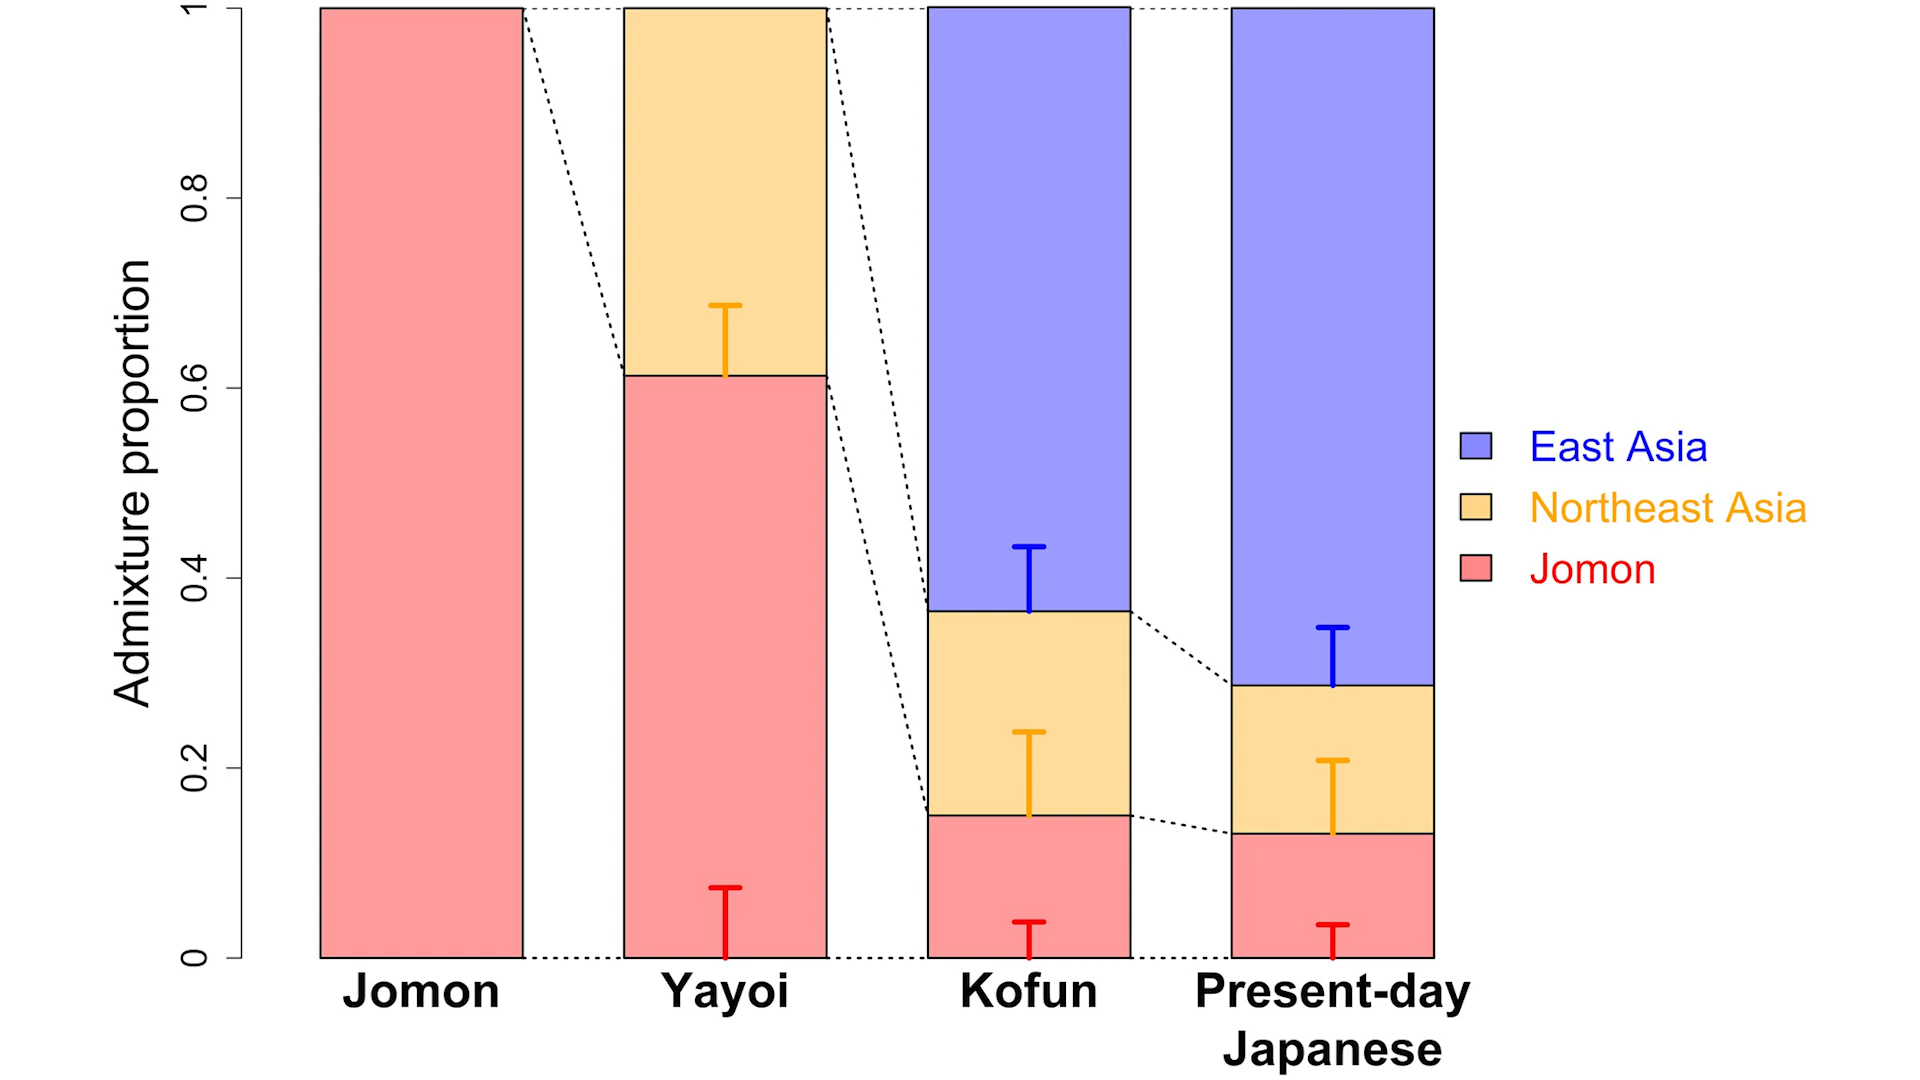 Admixture proportion
1
0.8
0.6
0.4
0.2
0
East Asia
Northeast Asia
Jomon
Jomon
Yayoi
Kofun
Present-day
Japanese